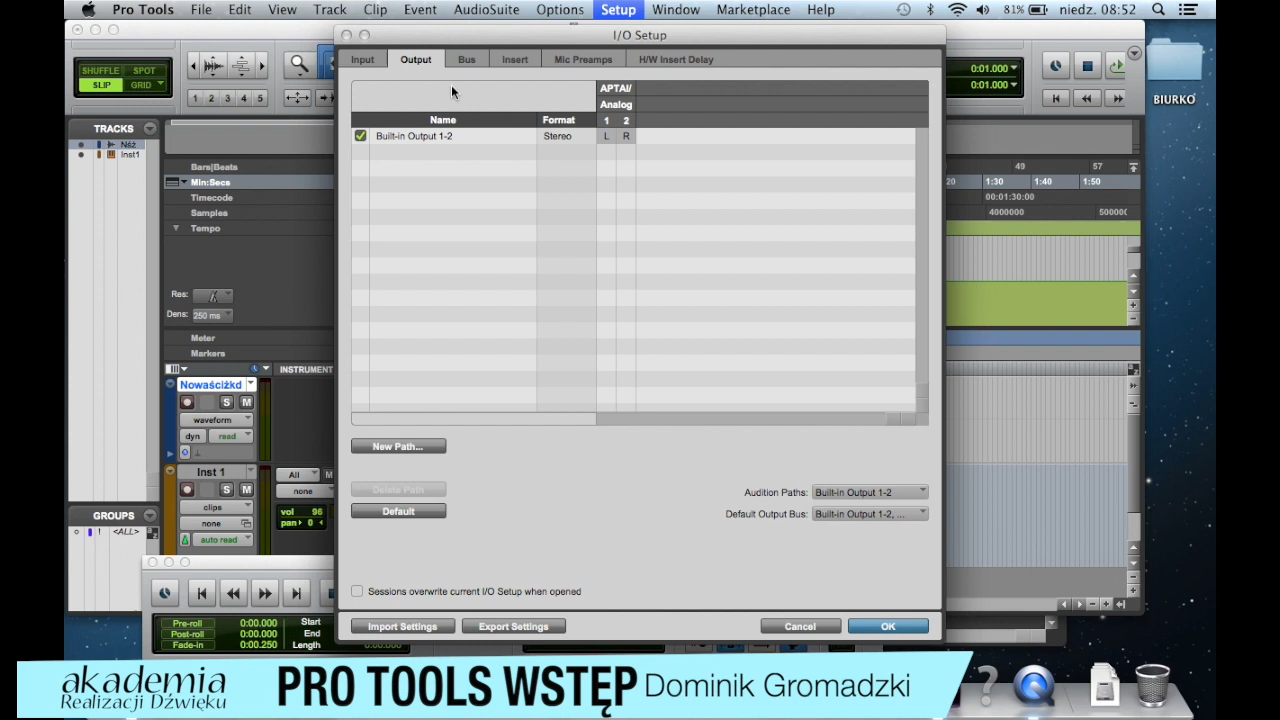 Pro Tools File Edit View Track Clip Event AudioSuite Options Setup Window Marketplace Help 81% niedz. 08:52
I/O Setup
Input Output Bus Insert Mic Preamps H/W Insert Delay
SHUFFLE SPOT
SLIP GRID
1 2 3 4 5
0:01.000
0:01.000
BIURKO
APTAI/
Analog
Name Format 1 2
Built-in Output 1-2 Stereo L R
TRACKS
Nóż
Inst1
Bars|Beats
Min:Secs
Timecode
Samples
Tempo
49 57
20 1:30 1:40 1:50
00:01:30:00
4000000 50000(
Res:
Dens: 250 ms
Meter
Markers
INSTRUMENT
Nowaściżkd
S M
waveform
dyn read
Inst 1
S M
clips
none
auto read
All M
none
vol 96
pan 0
GROUPS
! <ALL>
New Path...
Delete Path
Default
Audition Paths: Built-in Output 1-2
Default Output Bus: Built-in Output 1-2, ...
Sessions overwrite current I/O Setup when opened
Import Settings Export Settings Cancel OK
Pre-roll 0:00.000 Start
Post-roll 0:00.000 End
Fade-in 0:00.250 Length
akademia
Realizacji Dźwięku
PRO TOOLS WSTĘP Dominik Gromadzki